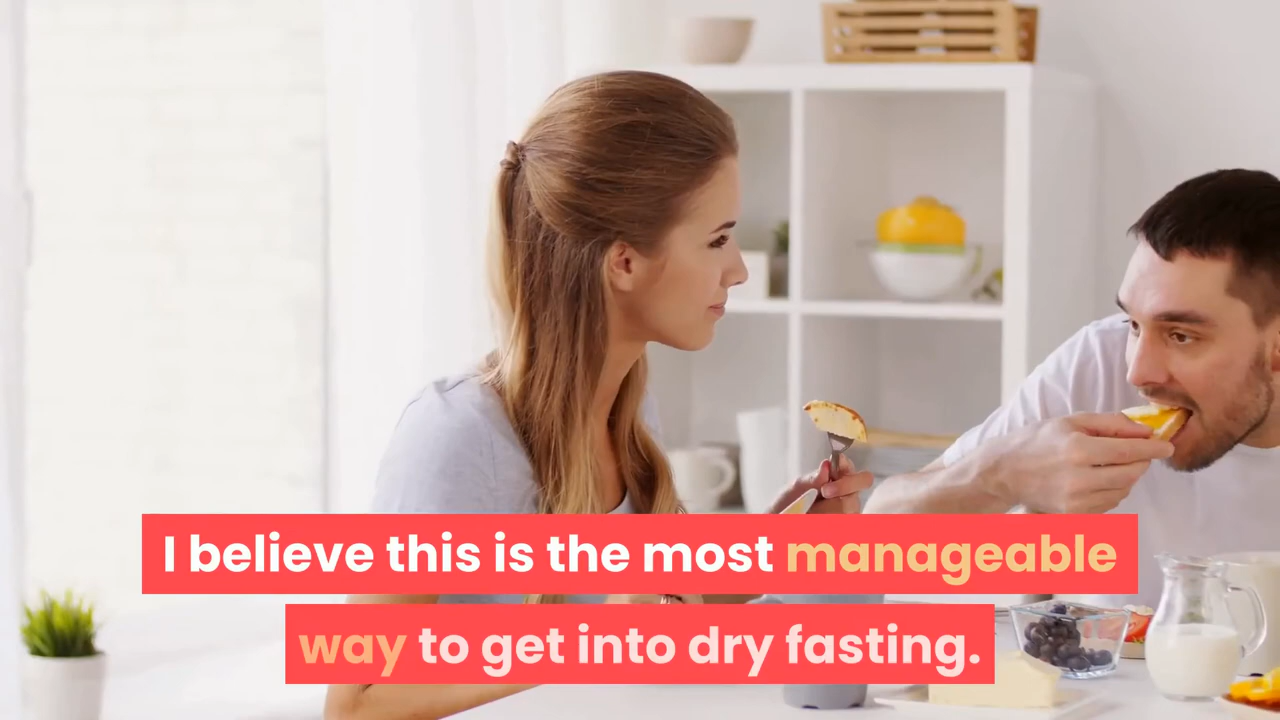 I believe this is the most manageable
way to get into dry fasting.